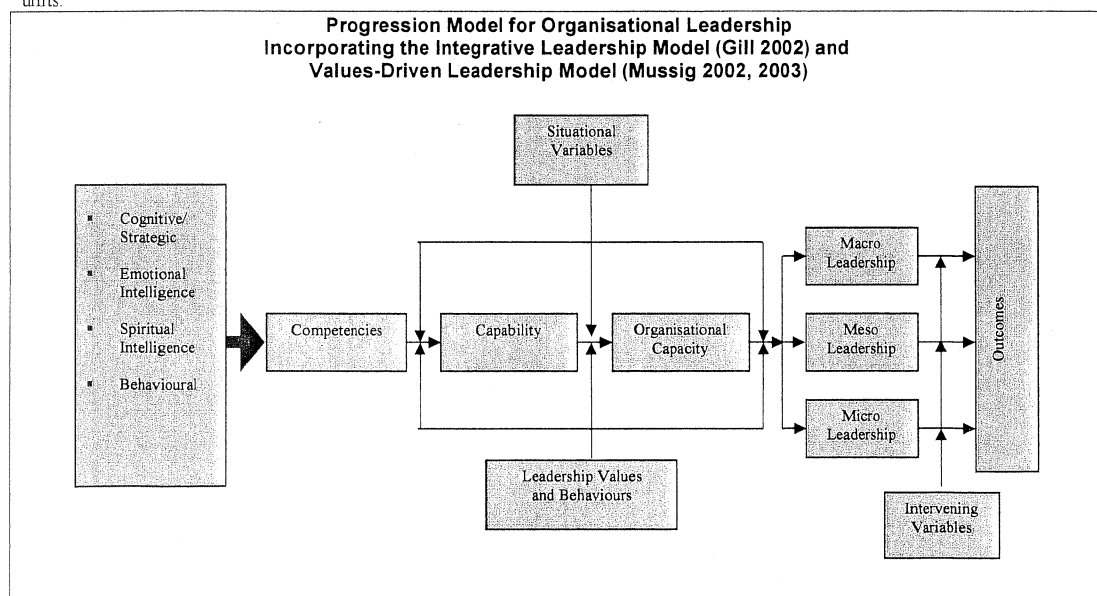 units.
Progression Model for Organisational Leadership
Incorporating the Integrative Leadership Model (Gill 2002) and
Values-Driven Leadership Model (Mussig 2002, 2003)
Situational
Variables
▪ Cognitive/
Strategic
▪ Emotional
Intelligence
▪ Spiritual
Intelligence
▪ Behavioural
Competencies
Capability
Organisational
Capacity
Macro
Leadership
Meso
Leadership
Micro
Leadership
Outcomes
Leadership Values
and Behaviours
Intervening
Variables